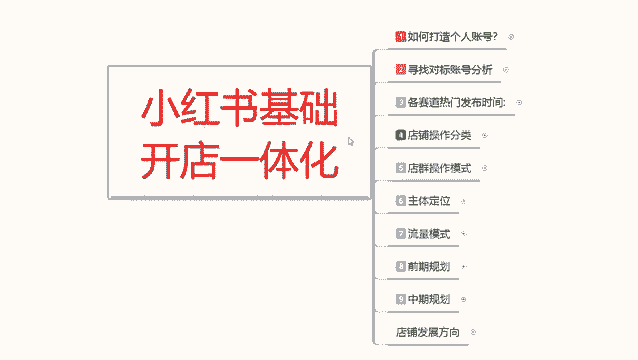 小红书基础
开店一体化
1 如何打造个人账号?
2 寻找对标账号分析
3 各赛道热门发布时间:
4 店铺操作分类
5 店群操作模式
6 主体定位
7 流量模式
8 前期规划
9 中期规划
店铺发展方向